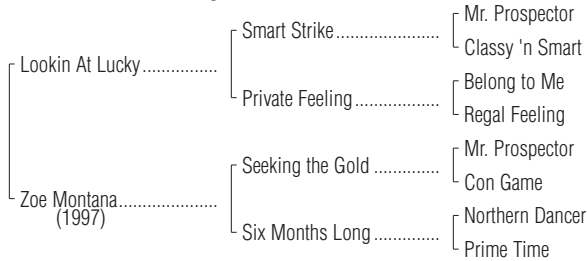 Mr. Prospector
Smart Strike....................
Classy 'n Smart
Lookin At Lucky..............
Belong to Me
Private Feeling................
Regal Feeling
Mr. Prospector
Seeking the Gold .............
Con Game
Zoe Montana...................
(1997)
Northern Dancer
Six Months Long.............
Prime Time